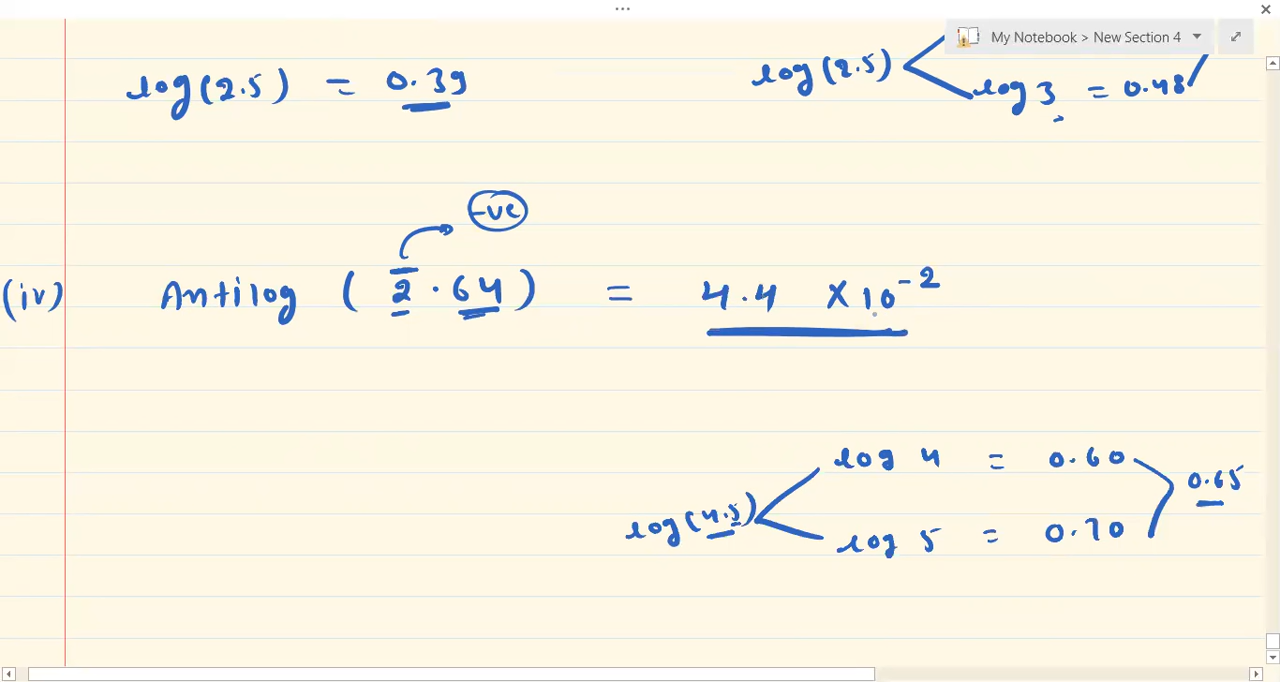 My Notebook > New Section 4
log(2.5) = 0.39
log(2.5)
log 3 = 0.48
-ve
(iv) Antilog ( 2̅ . 64 ) = 4.4 × 10⁻²
log 4 = 0.60
0.65
log(4.5)
log 5 = 0.70